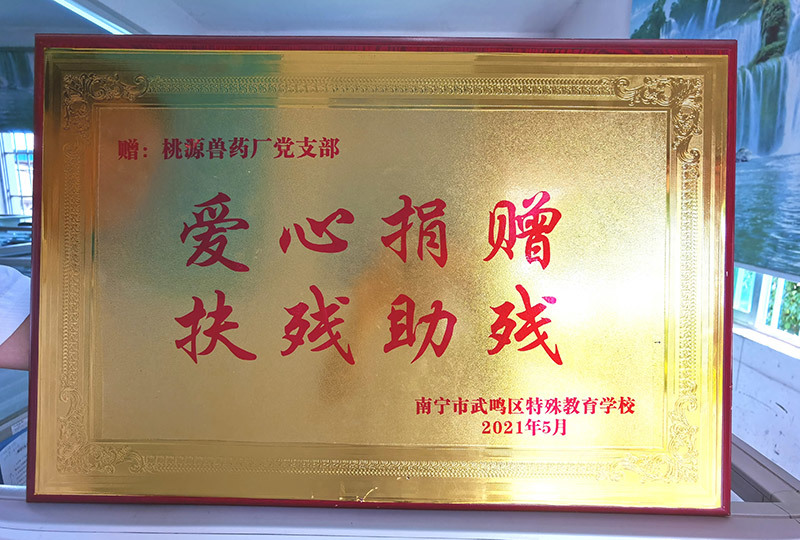 赠：桃源兽药厂党支部
爱心捐赠
扶残助残
南宁市武鸣区特殊教育学校
2021年5月